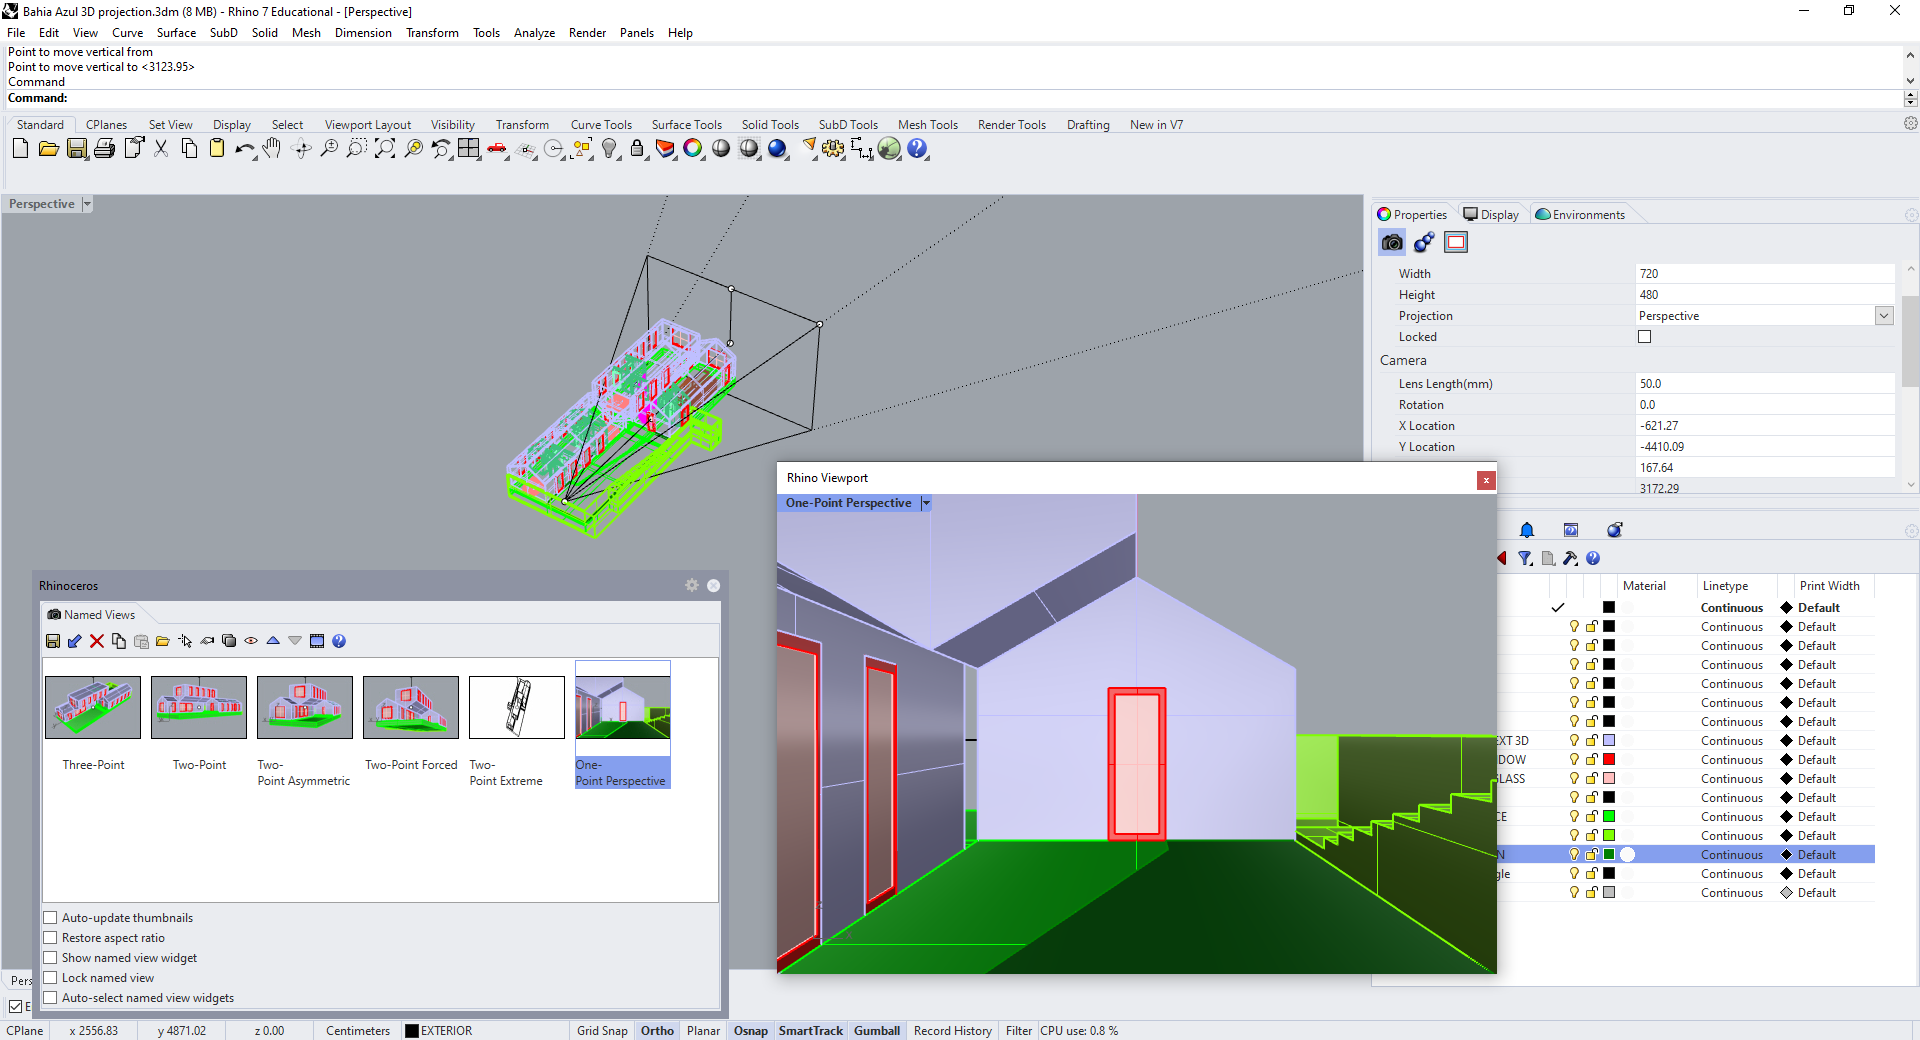 Bahia Azul 3D projection.3dm (8 MB) - Rhino 7 Educational - [Perspective]
File Edit View Curve Surface SubD Solid Mesh Dimension Transform Tools Analyze Render Panels Help
Point to move vertical from
Point to move vertical to <3123.95>
Command
Command:
Standard CPlanes Set View Display Select Viewport Layout Visibility Transform Curve Tools Surface Tools Solid Tools SubD Tools Mesh Tools Render Tools Drafting New in V7
Perspective
Properties Display Environments
Width 720
Height 480
Projection Perspective
Locked
Camera
Lens Length(mm) 50.0
Rotation 0.0
X Location -621.27
Y Location -4410.09
167.64
3172.29
Rhino Viewport
One-Point Perspective
Material Linetype Print Width
Continuous Default
Continuous Default
Continuous Default
Continuous Default
Continuous Default
Continuous Default
Continuous Default
EXT 3D Continuous Default
DOW Continuous Default
GLASS Continuous Default
Continuous Default
CE Continuous Default
Continuous Default
N Continuous Default
gle Continuous Default
Continuous Default
Rhinoceros
Named Views
Three-Point
Two-Point
Two-
Point Asymmetric
Two-Point Forced
Two-
Point Extreme
One-
Point Perspective
Auto-update thumbnails
Restore aspect ratio
Show named view widget
Lock named view
Auto-select named view widgets
Pers
E
CPlane x 2556.83 y 4871.02 z 0.00 Centimeters EXTERIOR Grid Snap Ortho Planar Osnap SmartTrack Gumball Record History Filter CPU use: 0.8 %